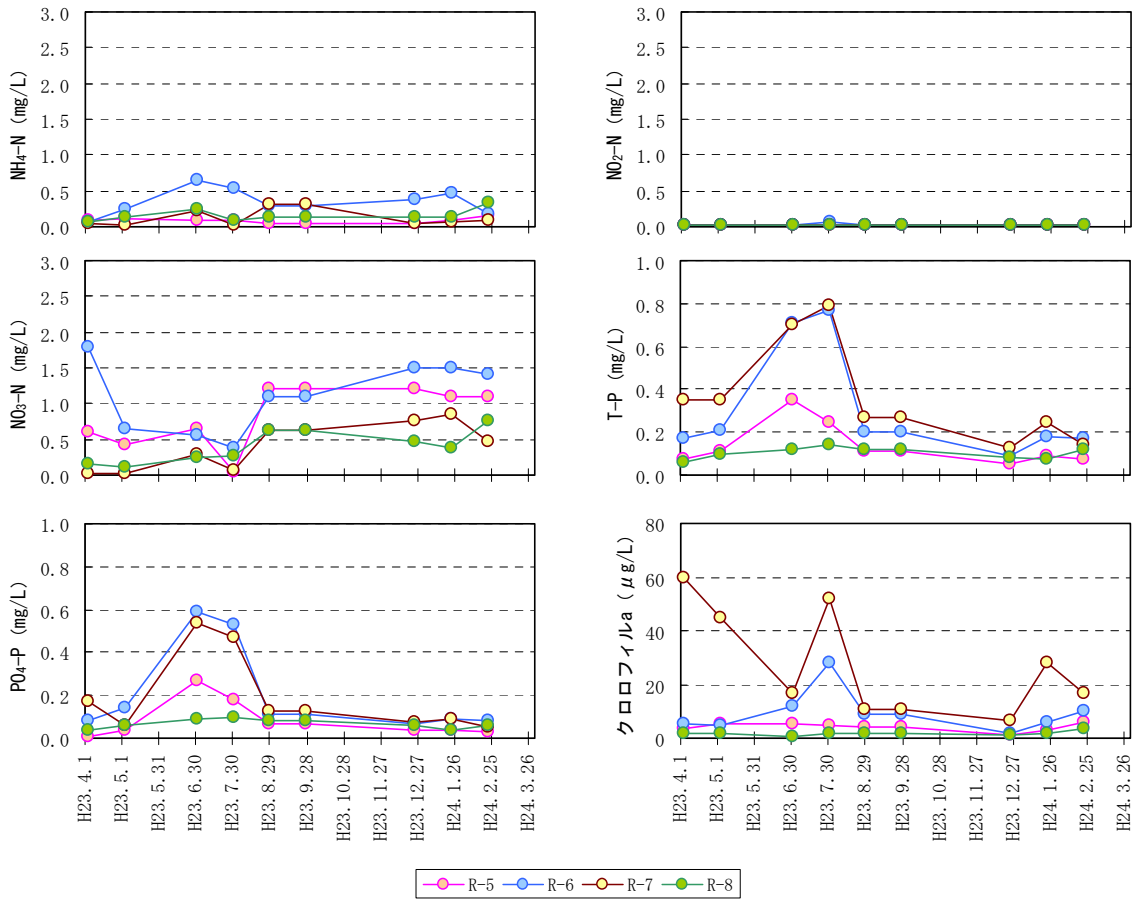 3.0
2.5
2.0
1.5
1.0
0.5
0.0
NH₄-N (mg/L)
3.0
2.5
2.0
1.5
1.0
0.5
0.0
NO₂-N (mg/L)
3.0
2.5
2.0
1.5
1.0
0.5
0.0
NO₃-N (mg/L)
1.0
0.8
0.6
0.4
0.2
0.0
T-P (mg/L)
1.0
0.8
0.6
0.4
0.2
0.0
PO₄-P (mg/L)
H23.4.1
H23.5.1
H23.5.31
H23.6.30
H23.7.30
H23.8.29
H23.9.28
H23.10.28
H23.11.27
H23.12.27
H24.1.26
H24.2.25
H24.3.26
80
60
40
20
0
クロロフィルa (μg/L)
H23.4.1
H23.5.1
H23.5.31
H23.6.30
H23.7.30
H23.8.29
H23.9.28
H23.10.28
H23.11.27
H23.12.27
H24.1.26
H24.2.25
H24.3.26
R-5 R-6 R-7 R-8